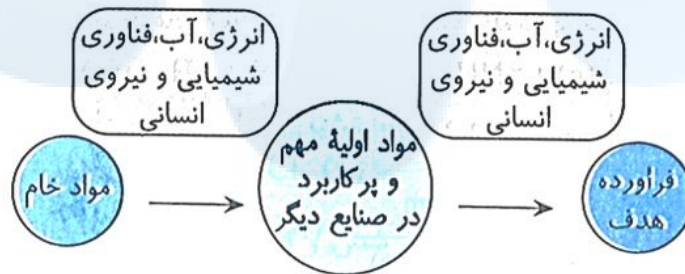 انرژی،آب،فناوری
شیمیایی و نیروی
انسانی
انرژی،آب،فناوری
شیمیایی و نیروی
انسانی
مواد خام
مواد اولیهٔ مهم
و پرکاربرد
در صنایع دیگر
فرآورده
هدف